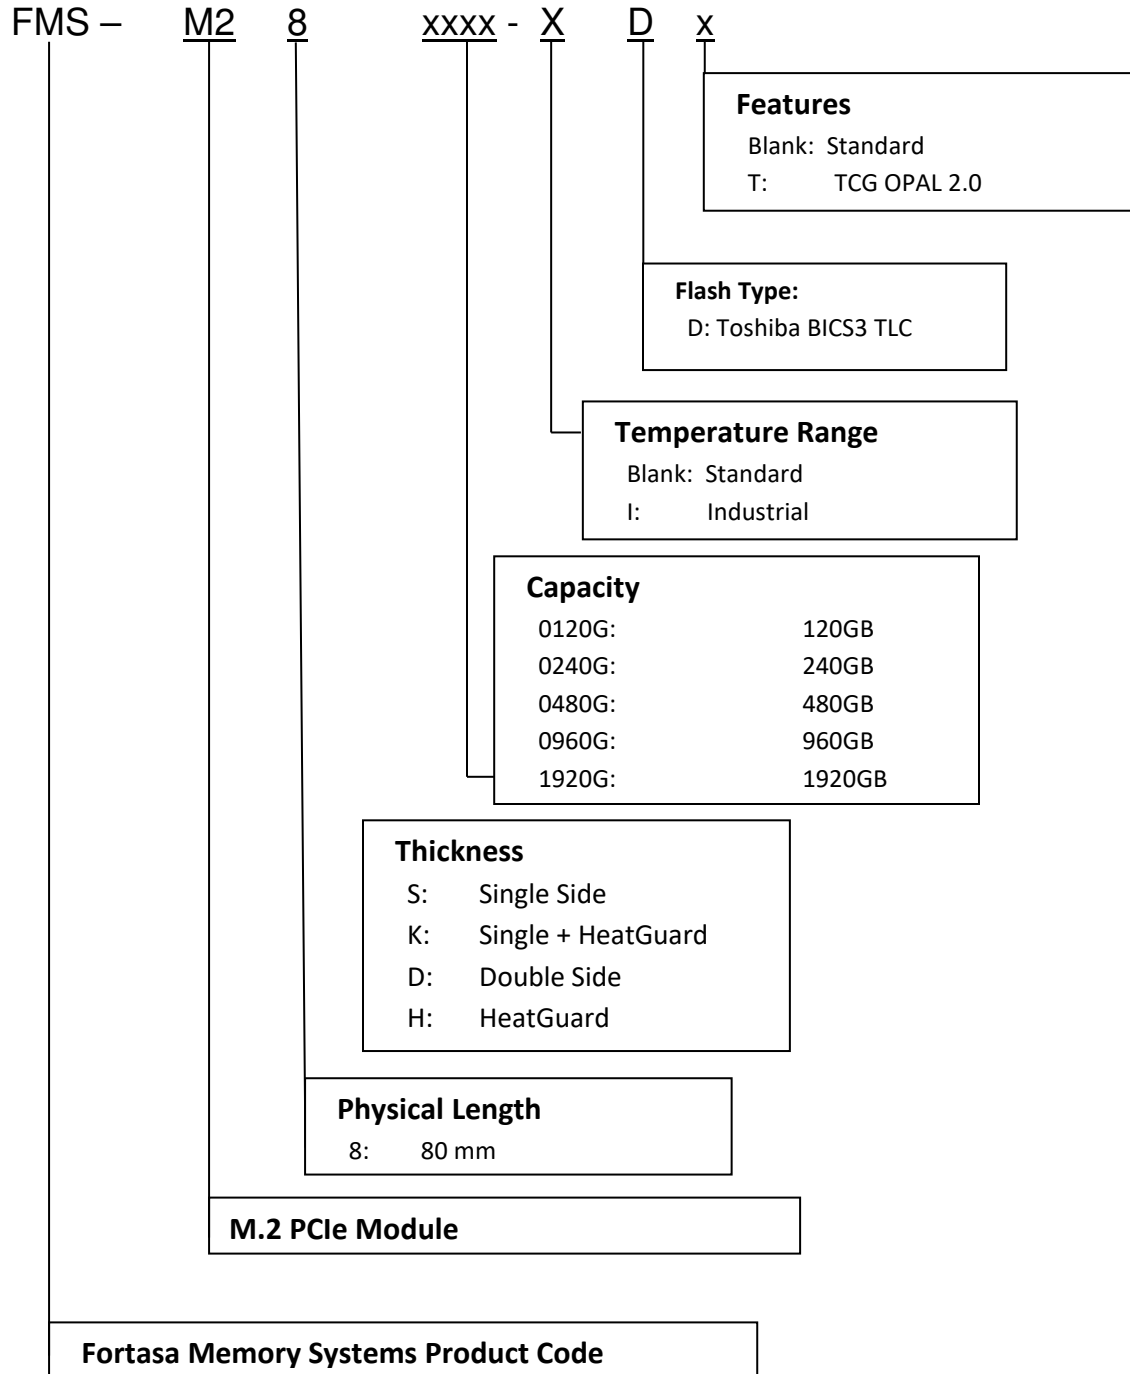 FMS – M2 8 xxxx - X D x
Features
Blank: Standard
T: TCG OPAL 2.0
Flash Type:
D: Toshiba BICS3 TLC
Temperature Range
Blank: Standard
I: Industrial
Capacity
0120G: 120GB
0240G: 240GB
0480G: 480GB
0960G: 960GB
1920G: 1920GB
Thickness
S: Single Side
K: Single + HeatGuard
D: Double Side
H: HeatGuard
Physical Length
8: 80 mm
M.2 PCIe Module
Fortasa Memory Systems Product Code